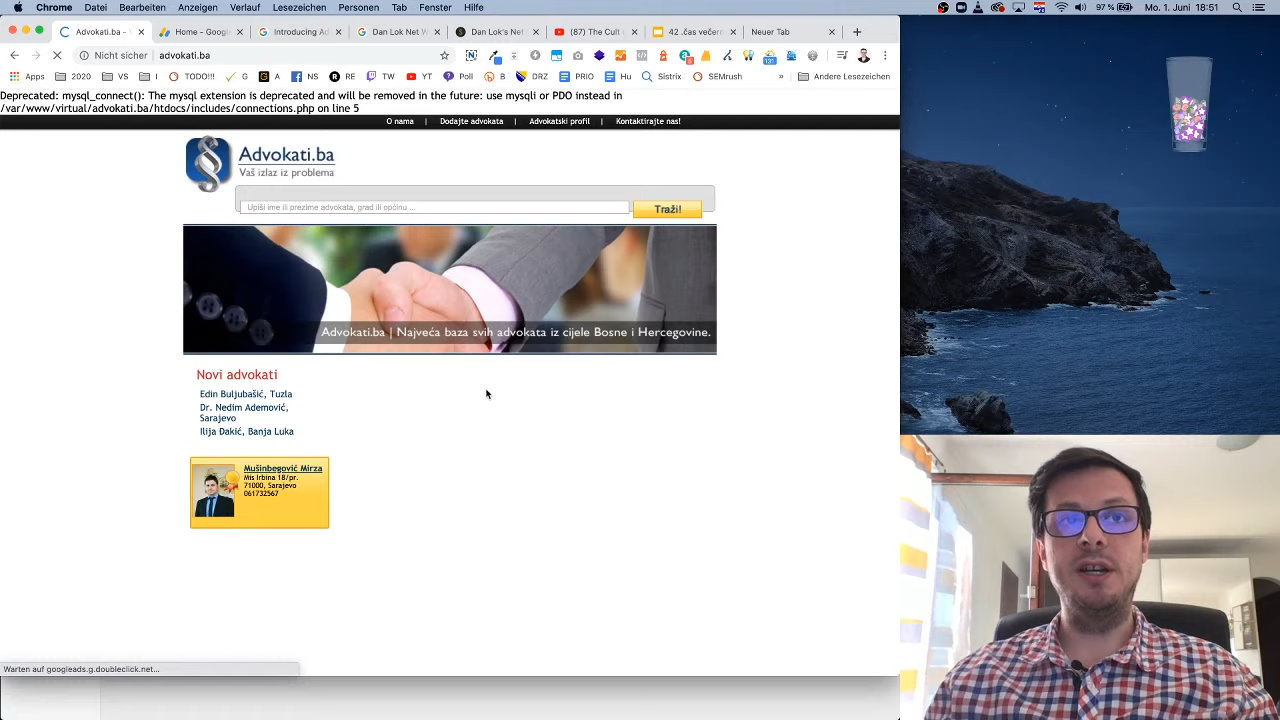 Chrome Datei Bearbeiten Anzeigen Verlauf Lesezeichen Personen Tab Fenster Hilfe 97 % Mo. 1. Juni 18:51
Advokati.ba - Home - Googl Introducing Ad Dan Lok Net W Dan Lok's Net (87) The Cult 42 .čas večern Neuer Tab
Nicht sicher | advokati.ba
Apps 2020 VS I TODO!!! G A NS RE TW YT Poll B DRZ PRIO Hu Sistrix SEMrush » Andere Lesezeichen
Deprecated: mysql_connect(): The mysql extension is deprecated and will be removed in the future: use mysqli or PDO instead in
/var/www/virtual/advokati.ba/htdocs/includes/connections.php on line 5
O nama | Dodajte advokata | Advokatski profil | Kontaktirajte nas!
Advokati.ba
Vaš izlaz iz problema
Upiši ime ili prezime advokata, grad ili općinu ... Traži!
Advokati.ba | Najveća baza svih advokata iz cijele Bosne i Hercegovine.
Novi advokati
Edin Buljubašić, Tuzla
Dr. Nedim Ademović,
Sarajevo
Ilija Đakić, Banja Luka
Mušinbegović Mirza
Mis Irbina 18/pr.
71000, Sarajevo
061732567
Warten auf googleads.g.doubleclick.net...